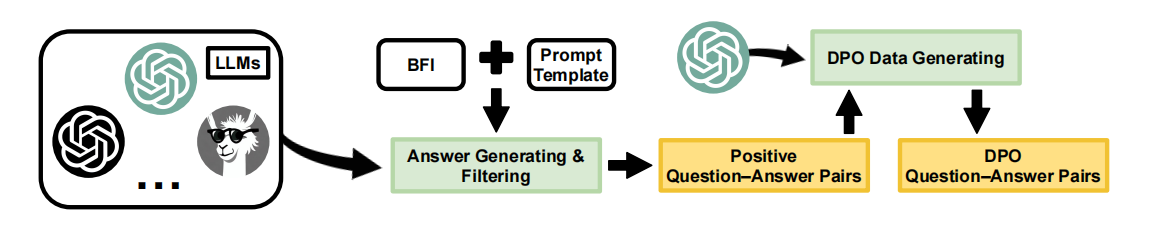 LLMs
...
BFI
Prompt
Template
Answer Generating &
Filtering
Positive
Question–Answer Pairs
DPO Data Generating
DPO
Question–Answer Pairs